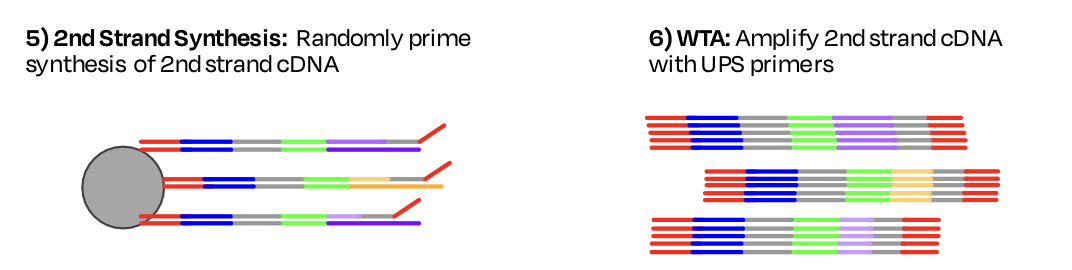 5) 2nd Strand Synthesis: Randomly prime
synthesis of 2nd strand cDNA
6) WTA: Amplify 2nd strand cDNA
with UPS primers